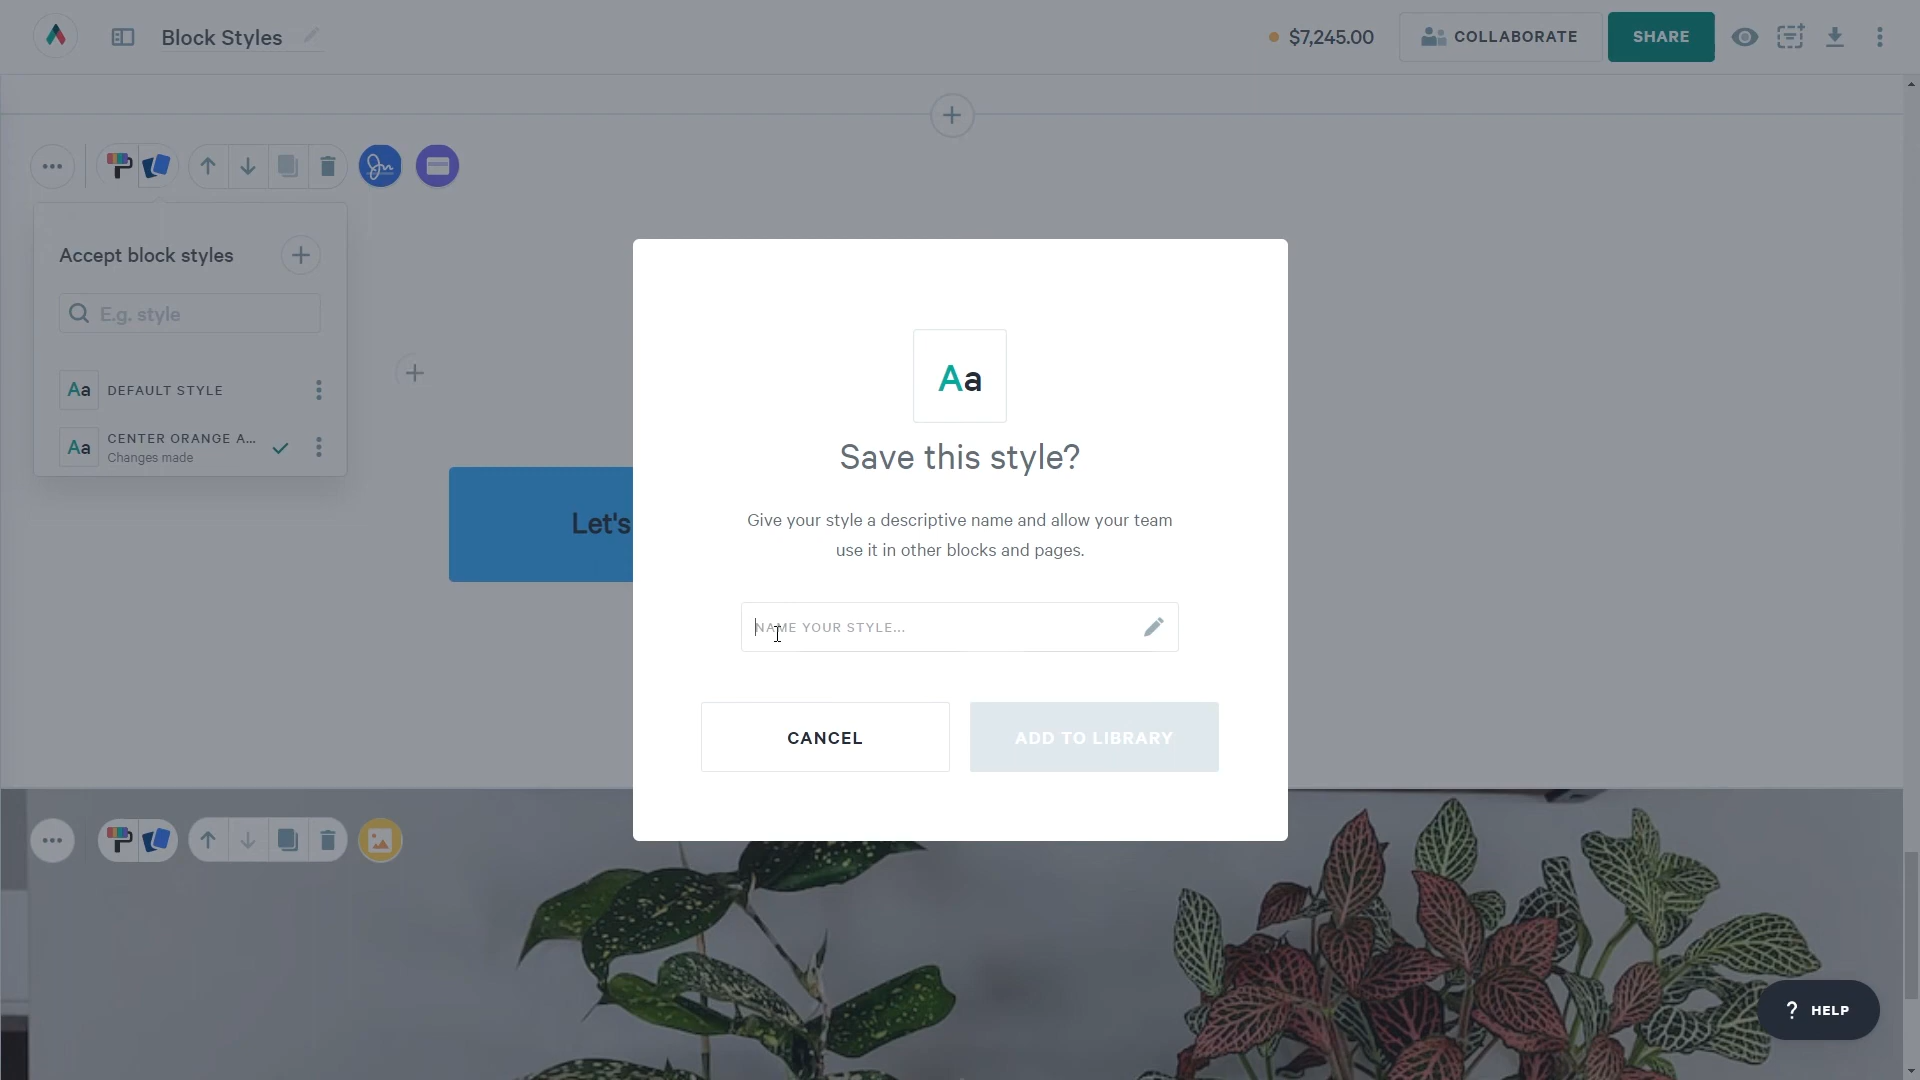 Block Styles
$7,245.00
COLLABORATE
SHARE
Accept block styles
E.g. style
Aa DEFAULT STYLE
Aa CENTER ORANGE A...
Changes made
Let's
Aa
Save this style?
Give your style a descriptive name and allow your team
use it in other blocks and pages.
NAME YOUR STYLE...
CANCEL
ADD TO LIBRARY
? HELP